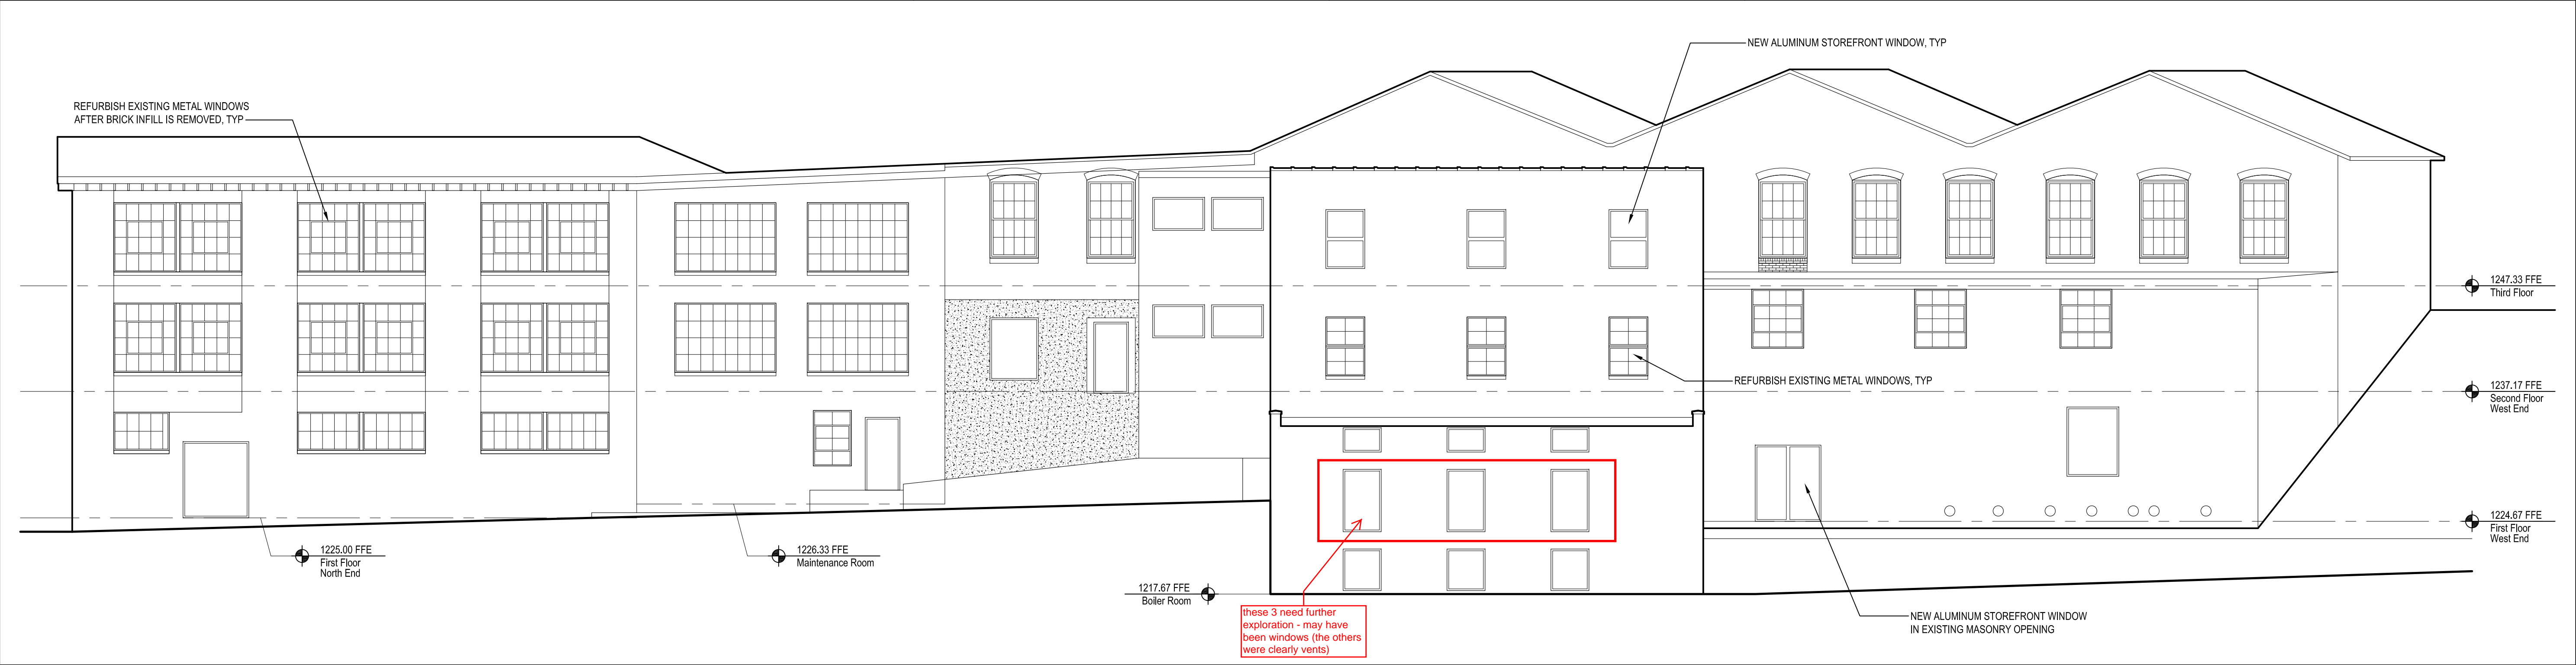 NEW ALUMINUM STOREFRONT WINDOW, TYP
REFURBISH EXISTING METAL WINDOWS
AFTER BRICK INFILL IS REMOVED, TYP
1247.33 FFE
Third Floor
REFURBISH EXISTING METAL WINDOWS, TYP
1237.17 FFE
Second Floor
West End
1224.67 FFE
First Floor
West End
1225.00 FFE
First Floor
North End
1226.33 FFE
Maintenance Room
1217.67 FFE
Boiler Room
these 3 need further
exploration - may have
been windows (the others
were clearly vents)
NEW ALUMINUM STOREFRONT WINDOW
IN EXISTING MASONRY OPENING